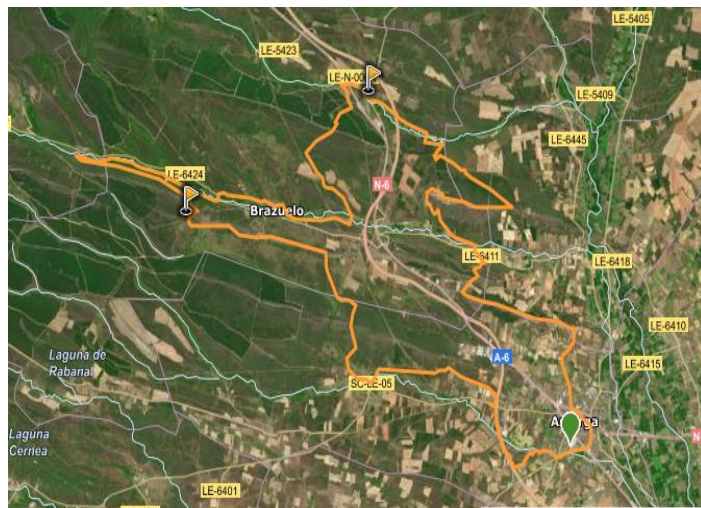 LE-5405
LE-5423
LE-N-00
LE-5409
LE-6445
LE-6424
N-6
Brazuelo
LE-6411
LE-6418
LE-6410
A-6
LE-6415
Laguna de
Rabanal
SC-LE-05
Laguna
Cernea
N
LE-6401